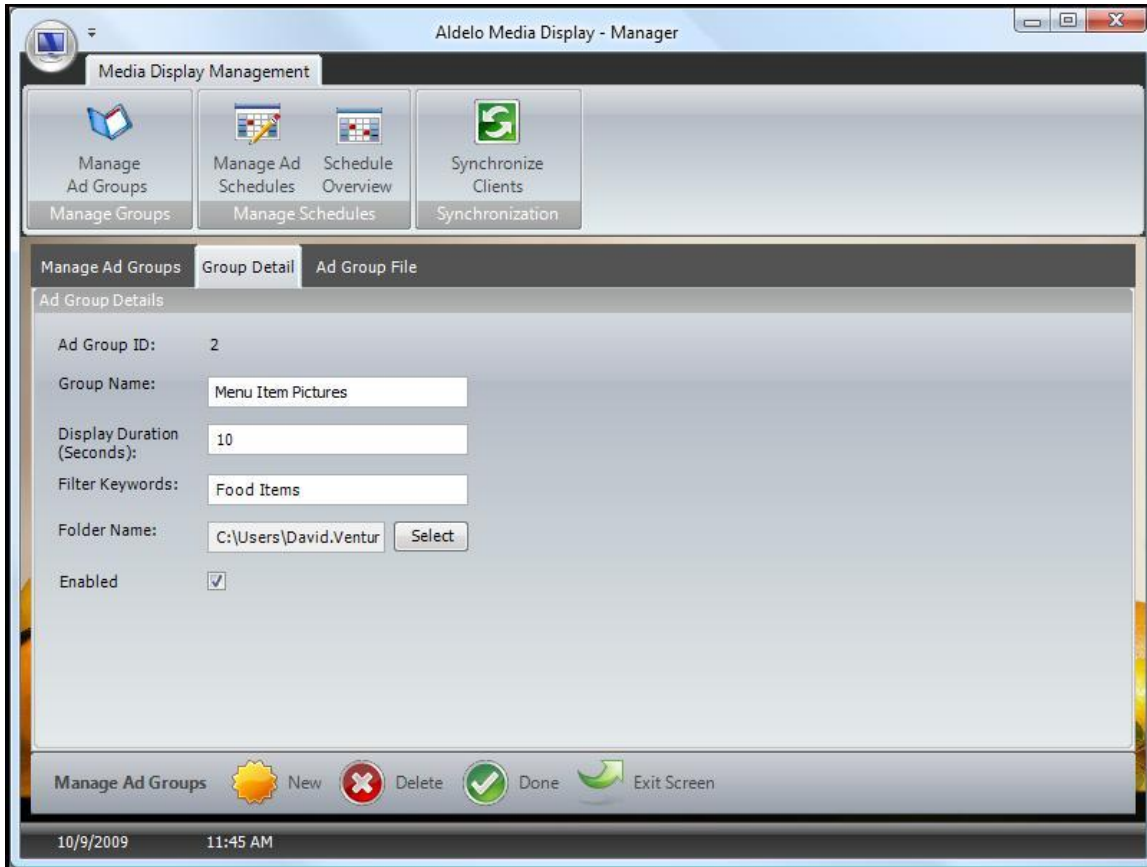 Aldelo Media Display - Manager
Media Display Management
Manage
Ad Groups
Manage Ad
Schedules
Schedule
Overview
Synchronize
Clients
Manage Groups
Manage Schedules
Synchronization
Manage Ad Groups
Group Detail
Ad Group File
Ad Group Details
Ad Group ID: 2
Group Name: Menu Item Pictures
Display Duration
(Seconds): 10
Filter Keywords: Food Items
Folder Name: C:\Users\David.Ventur Select
Enabled
Manage Ad Groups New Delete Done Exit Screen
10/9/2009 11:45 AM